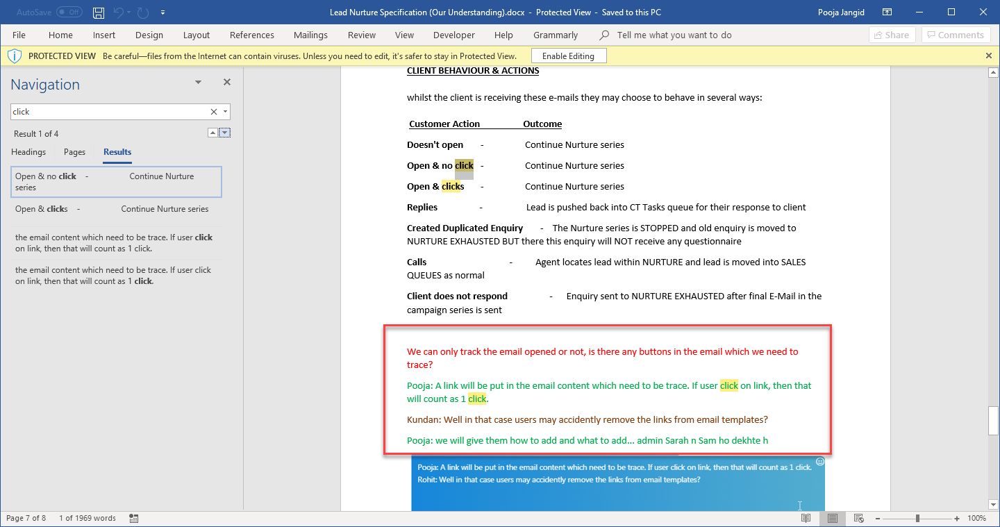 AutoSave Off Lead Nurture Specification (Our Understanding).docx - Protected View - Saved to this PC Pooja Jangid
File Home Insert Design Layout References Mailings Review View Developer Help Grammarly Tell me what you want to do Share Comments
PROTECTED VIEW Be careful—files from the Internet can contain viruses. Unless you need to edit, it's safer to stay in Protected View. Enable Editing
Navigation
click
Result 1 of 4
Headings Pages Results
Open & no click - Continue Nurture
series
Open & clicks - Continue Nurture series
the email content which need to be trace. If user click
on link, then that will count as 1 click.
the email content which need to be trace. If user click
on link, then that will count as 1 click.
CLIENT BEHAVIOUR & ACTIONS
whilst the client is receiving these e-mails they may choose to behave in several ways:
Customer Action Outcome
Doesn't open - Continue Nurture series
Open & no click - Continue Nurture series
Open & clicks - Continue Nurture series
Replies - Lead is pushed back into CT Tasks queue for their response to client
Created Duplicated Enquiry - The Nurture series is STOPPED and old enquiry is moved to
NURTURE EXHAUSTED BUT there this enquiry will NOT receive any questionnaire
Calls - Agent locates lead within NURTURE and lead is moved into SALES
QUEUES as normal
Client does not respond - Enquiry sent to NURTURE EXHAUSTED after final E-Mail in the
campaign series is sent
We can only track the email opened or not, is there any buttons in the email which we need to
trace?
Pooja: A link will be put in the email content which need to be trace. If user click on link, then that
will count as 1 click.
Kundan: Well in that case users may accidently remove the links from email templates?
Pooja: we will give them how to add and what to add... admin Sarah n Sam ho dekhte h
Pooja: A link will be put in the email content which need to be trace. If user click on link, then that will count as 1 click.
Rohit: Well in that case users may accidently remove the links from email templates?
Page 7 of 8 1 of 1969 words 100%